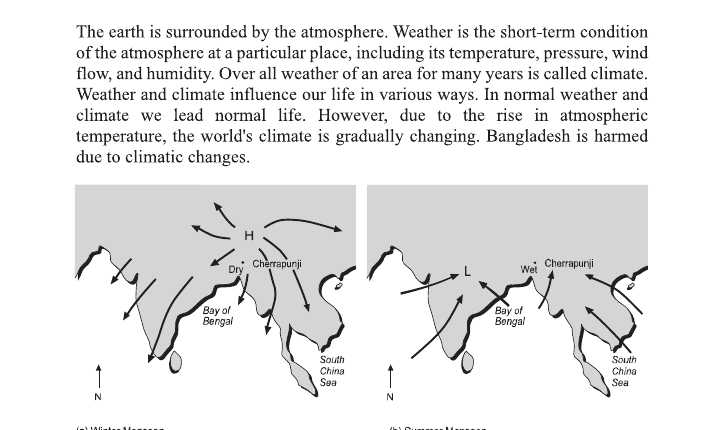 The earth is surrounded by the atmosphere. Weather is the short-term condition
of the atmosphere at a particular place, including its temperature, pressure, wind
flow, and humidity. Over all weather of an area for many years is called climate.
Weather and climate influence our life in various ways. In normal weather and
climate we lead normal life. However, due to the rise in atmospheric
temperature, the world's climate is gradually changing. Bangladesh is harmed
due to climatic changes.
H
Dry
Cherrapunji
Bay of
Bengal
South
China
Sea
N
L
Wet
Cherrapunji
Bay of
Bengal
South
China
Sea
N
(a) Winter Monsoon
(b) Summer Monsoon